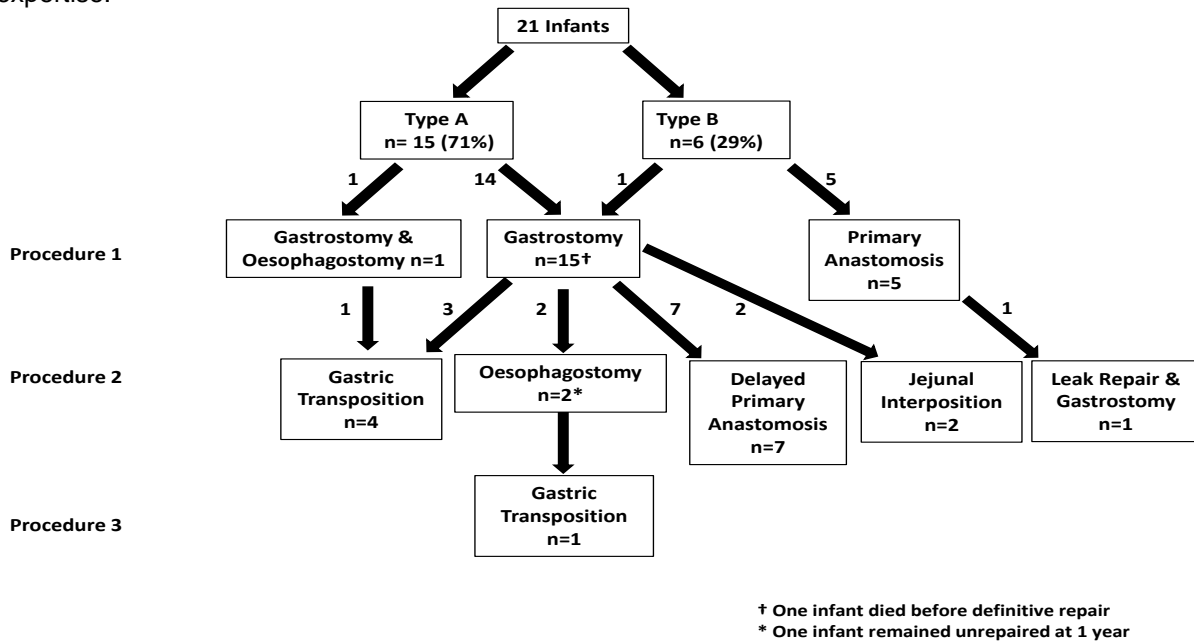 expertise.
21 Infants
Type A
n= 15 (71%)
Type B
n=6 (29%)
1
14
1
5
Procedure 1
Gastrostomy &
Oesophagostomy n=1
Gastrostomy
n=15†
Primary
Anastomosis
n=5
1
3
2
7
2
1
Procedure 2
Gastric
Transposition
n=4
Oesophagostomy
n=2*
Delayed
Primary
Anastomosis
n=7
Jejunal
Interposition
n=2
Leak Repair &
Gastrostomy
n=1
Procedure 3
Gastric
Transposition
n=1
† One infant died before definitive repair
* One infant remained unrepaired at 1 year